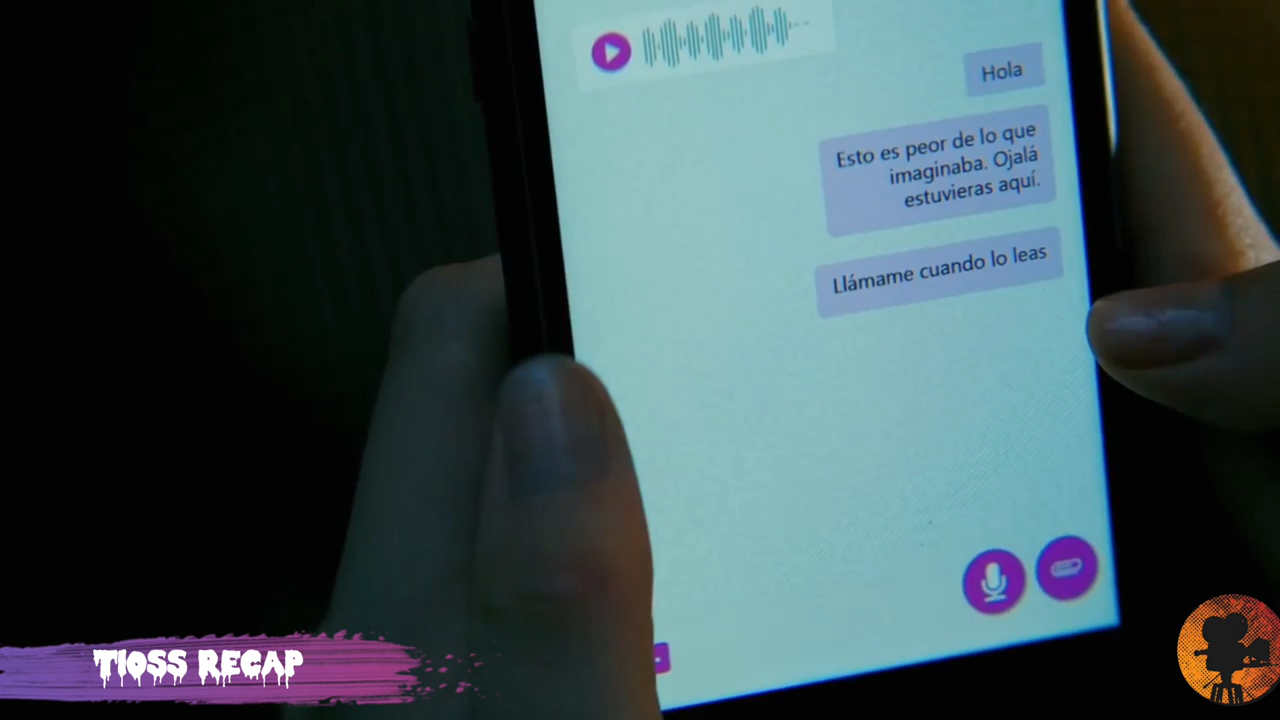 Hola
Esto es peor de lo que
imaginaba. Ojalá
estuvieras aquí.
Llámame cuando lo leas
TIOSS RECAP